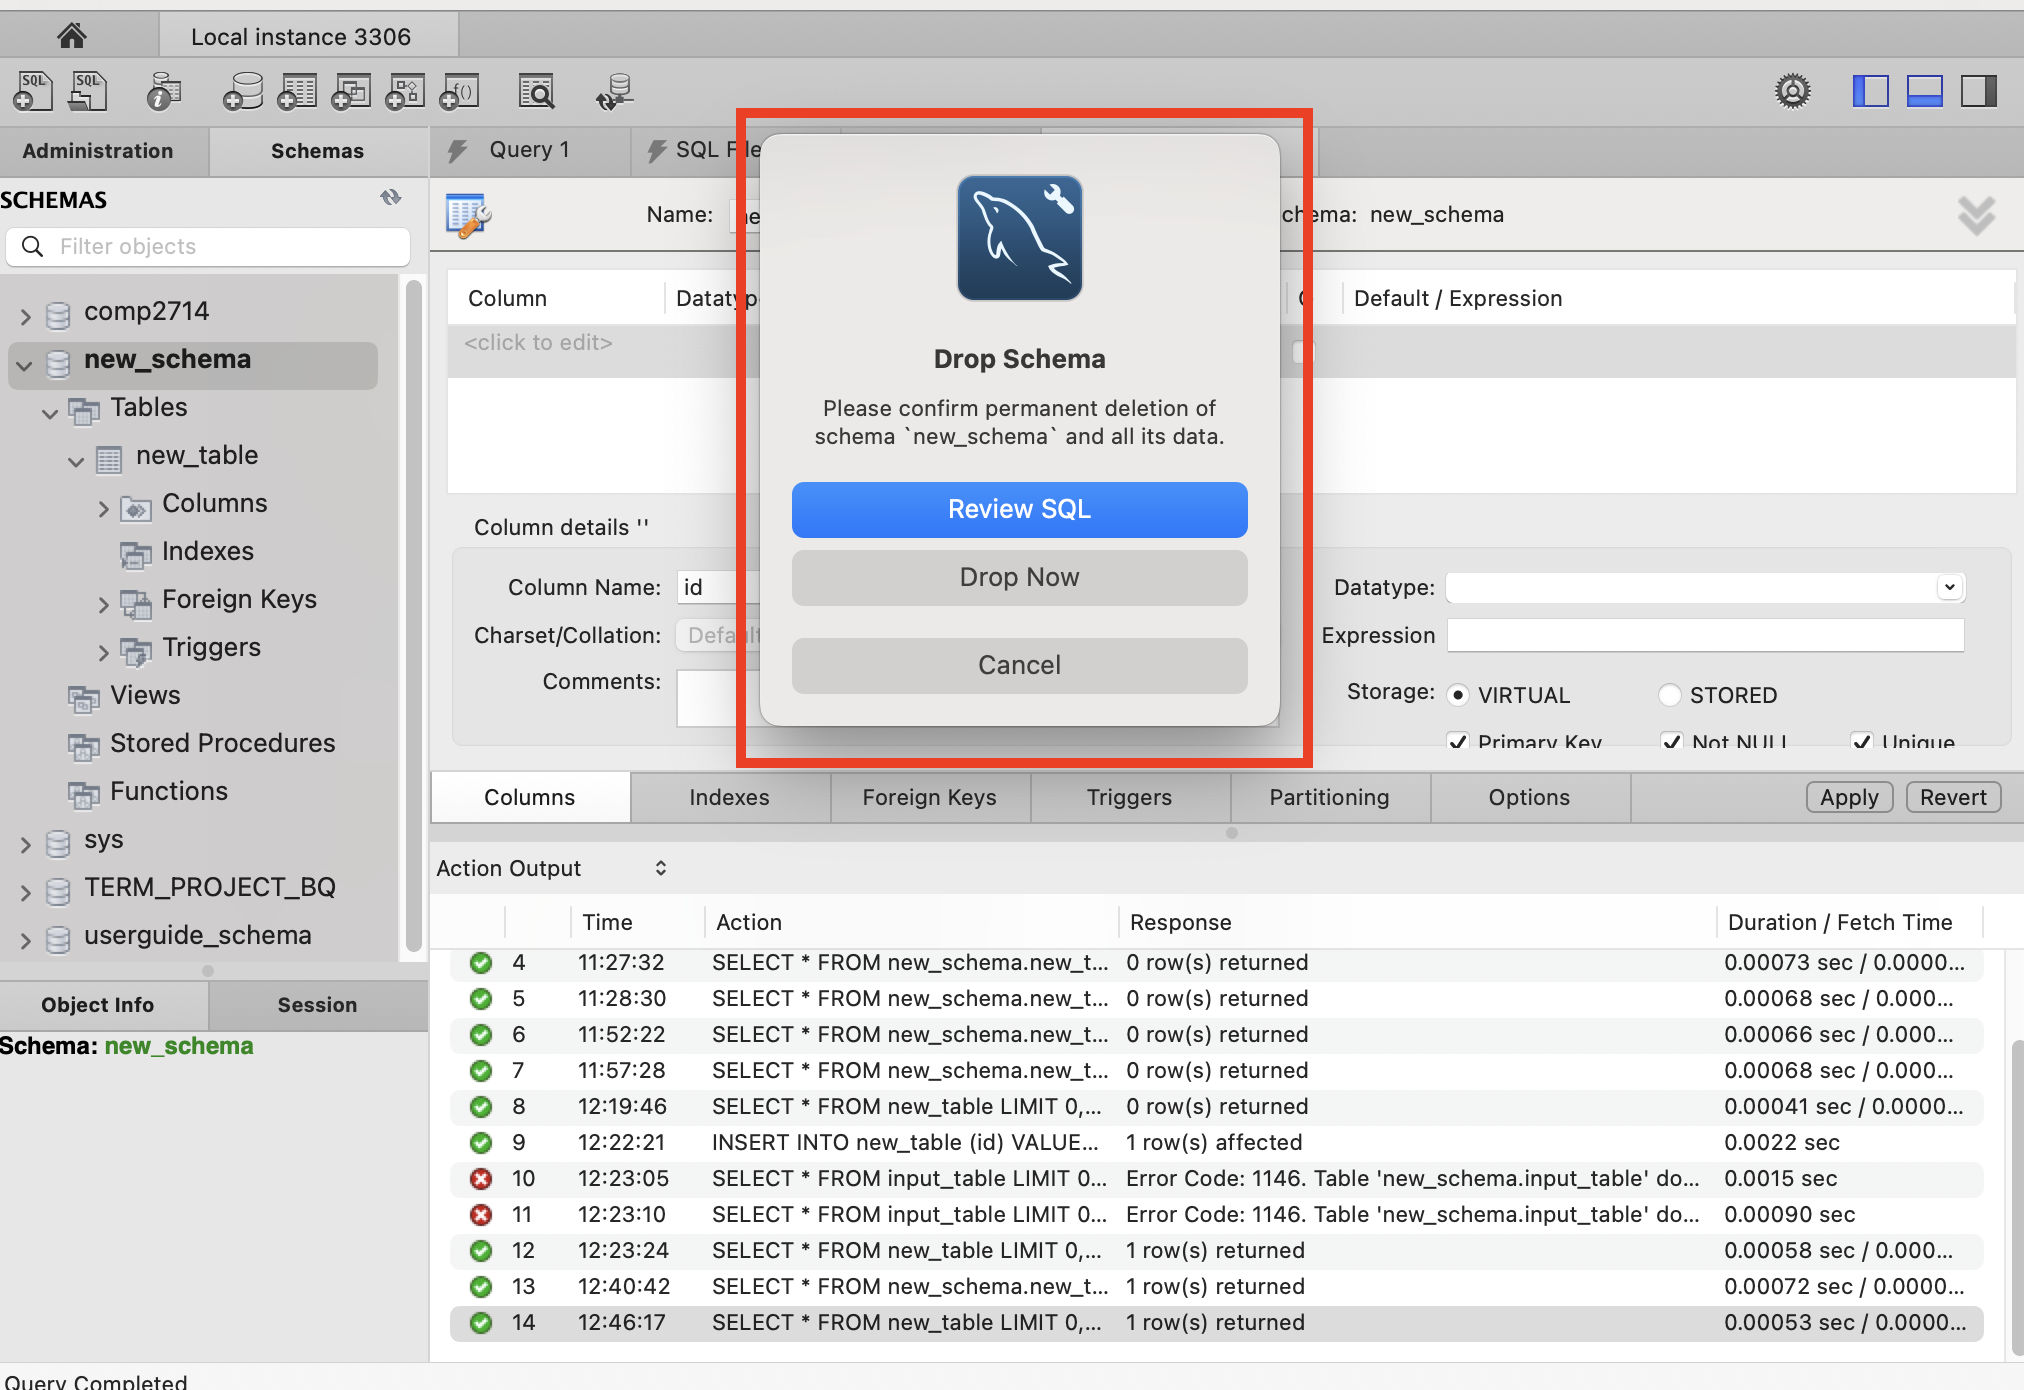 Local instance 3306
SQL SQL
Administration Schemas
Query 1 SQL File
SCHEMAS
Filter objects
Name: Schema: new_schema
comp2714
new_schema
Tables
new_table
Columns
Indexes
Foreign Keys
Triggers
Views
Stored Procedures
Functions
sys
TERM_PROJECT_BQ
userguide_schema
Column Datatype Default / Expression
<click to edit>
Drop Schema
Please confirm permanent deletion of
schema `new_schema` and all its data.
Review SQL
Drop Now
Cancel
Column details ''
Column Name: id
Charset/Collation: Default
Comments:
Datatype:
Expression
Storage: VIRTUAL STORED
Primary Key Not NULL Unique
Columns Indexes Foreign Keys Triggers Partitioning Options Apply Revert
Action Output
Time Action Response Duration / Fetch Time
4 11:27:32 SELECT * FROM new_schema.new_t... 0 row(s) returned 0.00073 sec / 0.0000...
5 11:28:30 SELECT * FROM new_schema.new_t... 0 row(s) returned 0.00068 sec / 0.000...
6 11:52:22 SELECT * FROM new_schema.new_t... 0 row(s) returned 0.00066 sec / 0.000...
7 11:57:28 SELECT * FROM new_schema.new_t... 0 row(s) returned 0.00068 sec / 0.000...
8 12:19:46 SELECT * FROM new_table LIMIT 0,... 0 row(s) returned 0.00041 sec / 0.0000...
9 12:22:21 INSERT INTO new_table (id) VALUE... 1 row(s) affected 0.0022 sec
10 12:23:05 SELECT * FROM input_table LIMIT 0... Error Code: 1146. Table 'new_schema.input_table' do... 0.0015 sec
11 12:23:10 SELECT * FROM input_table LIMIT 0... Error Code: 1146. Table 'new_schema.input_table' do... 0.00090 sec
12 12:23:24 SELECT * FROM new_table LIMIT 0,... 1 row(s) returned 0.00058 sec / 0.000...
13 12:40:42 SELECT * FROM new_schema.new_t... 1 row(s) returned 0.00072 sec / 0.0000...
14 12:46:17 SELECT * FROM new_table LIMIT 0,... 1 row(s) returned 0.00053 sec / 0.0000...
Object Info Session
Schema: new_schema
Query Completed